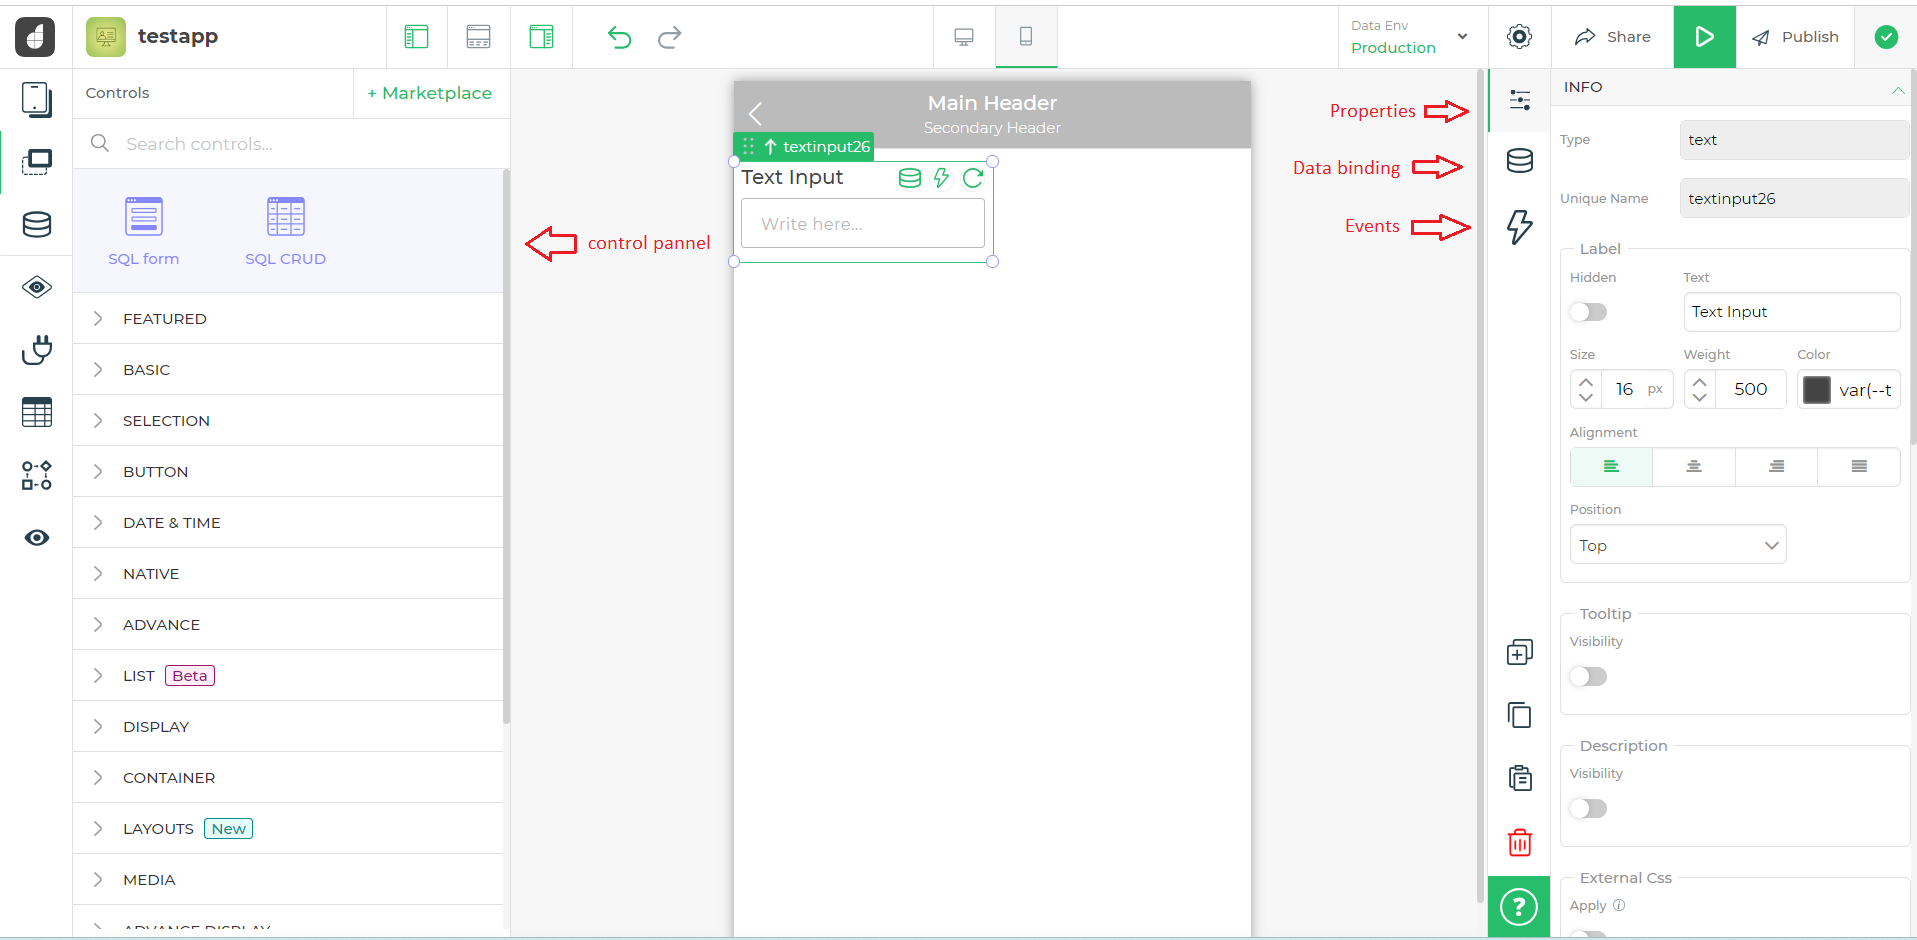 testapp
Data Env
Production
Share
Publish
Controls
+ Marketplace
Search controls...
SQL form
SQL CRUD
FEATURED
BASIC
SELECTION
BUTTON
DATE & TIME
NATIVE
ADVANCE
LIST Beta
DISPLAY
CONTAINER
LAYOUTS New
MEDIA
ADVANCE DISPLAY
control pannel
Main Header
Secondary Header
textinput26
Text Input
Write here...
Properties
Data binding
Events
?
INFO
Type
text
Unique Name
textinput26
Label
Hidden
Text
Text Input
Size
Weight
Color
16 px
500
var(--t
Alignment
Position
Top
Tooltip
Visibility
Description
Visibility
External Css
Apply